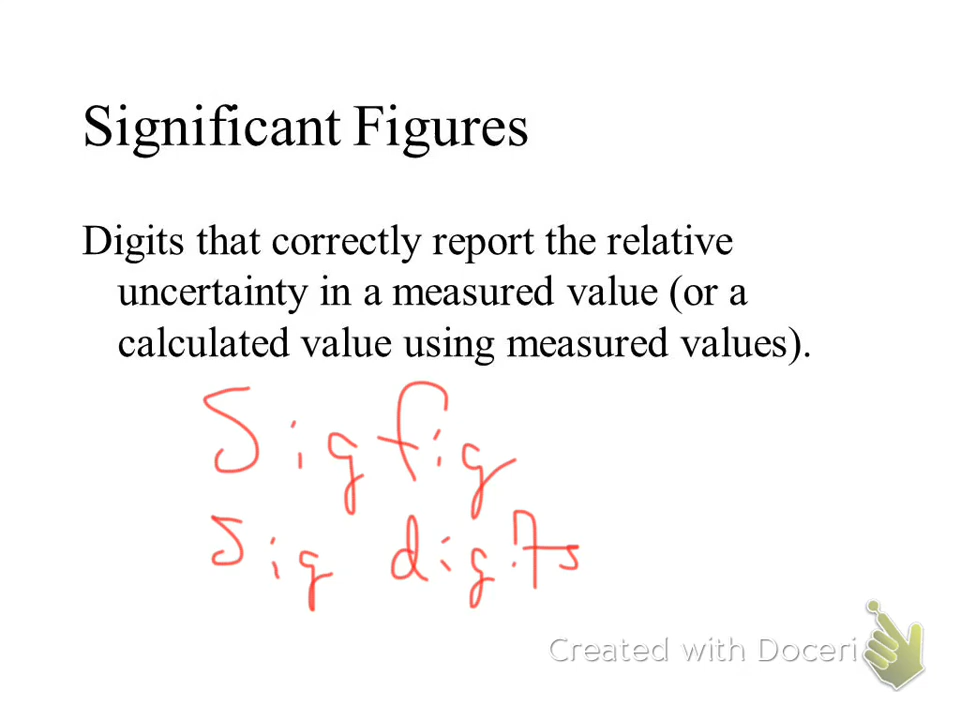 Significant Figures
Digits that correctly report the relative
uncertainty in a measured value (or a
calculated value using measured values).
Sig fig
Sig digits
Created with Doceri